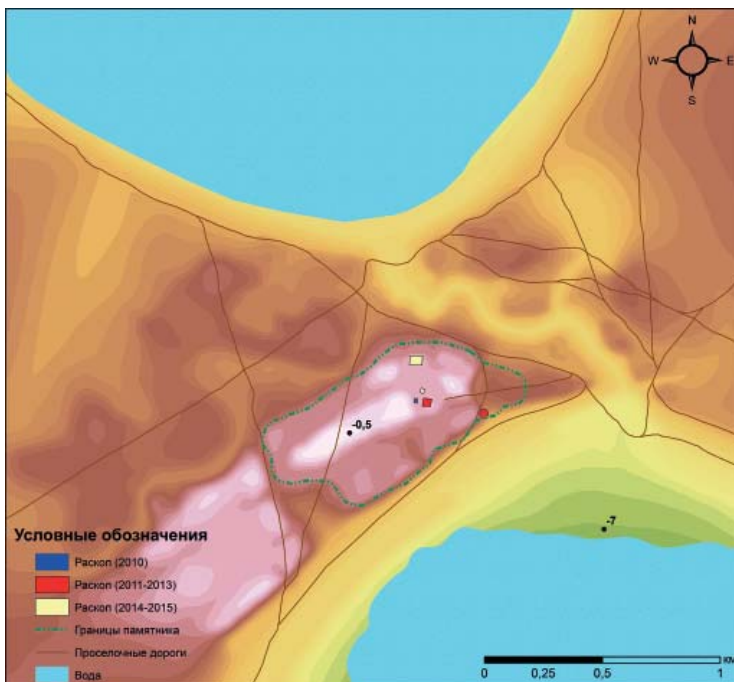 N
W E
S
-0,5
-7
Условные обозначения
Раскоп (2010)
Раскоп (2011-2013)
Раскоп (2014-2015)
Границы памятника
Проселочные дороги
Вода
км
0 0,25 0,5 1